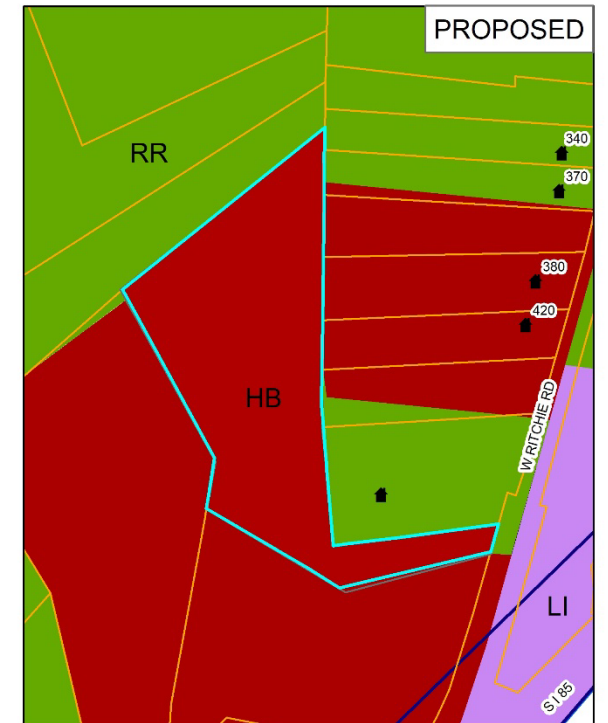 PROPOSED
340
RR
370
380
420
HB
W RITCHIE RD
LI
S I 85